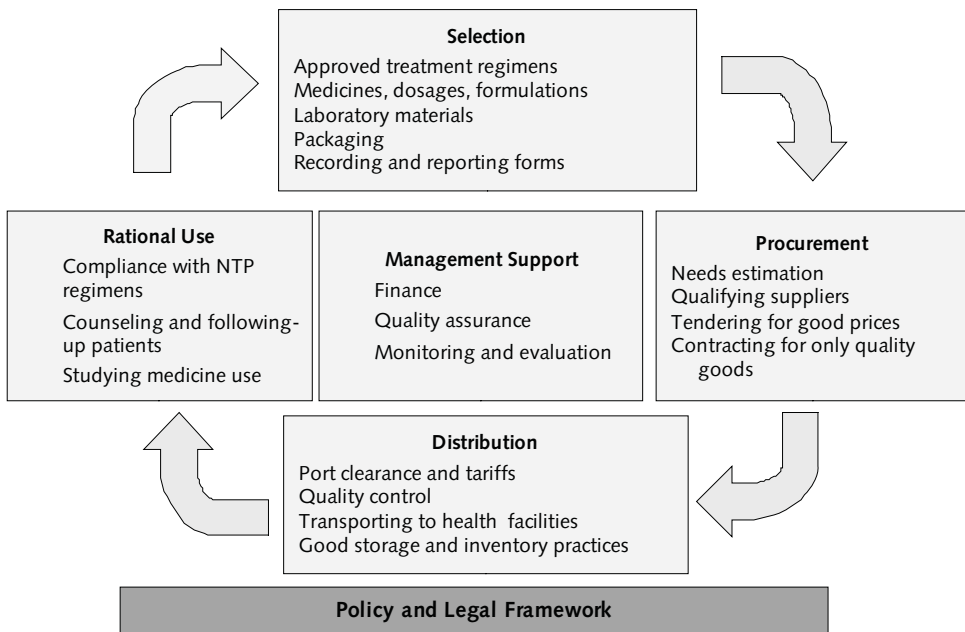 Selection
Approved treatment regimens
Medicines, dosages, formulations
Laboratory materials
Packaging
Recording and reporting forms
Rational Use
Compliance with NTP
regimens
Counseling and following-
up patients
Studying medicine use
Management Support
Finance
Quality assurance
Monitoring and evaluation
Procurement
Needs estimation
Qualifying suppliers
Tendering for good prices
Contracting for only quality
goods
Distribution
Port clearance and tariffs
Quality control
Transporting to health facilities
Good storage and inventory practices
Policy and Legal Framework